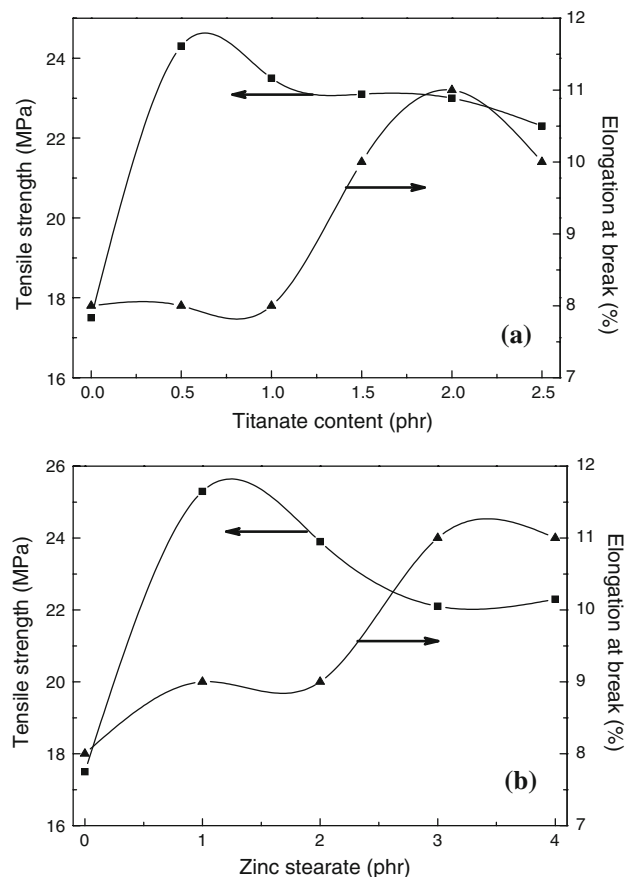 12
24
11
22
10
20
9
18
8
(a)
16
7
0.0 0.5 1.0 1.5 2.0 2.5
Titanate content (phr)
Tensile strength (MPa)
Elongation at break (%)
26
12
24
11
22
10
20
9
18
8
(b)
16
7
0 1 2 3 4
Zinc stearate (phr)
Tensile strength (MPa)
Elongation at break (%)